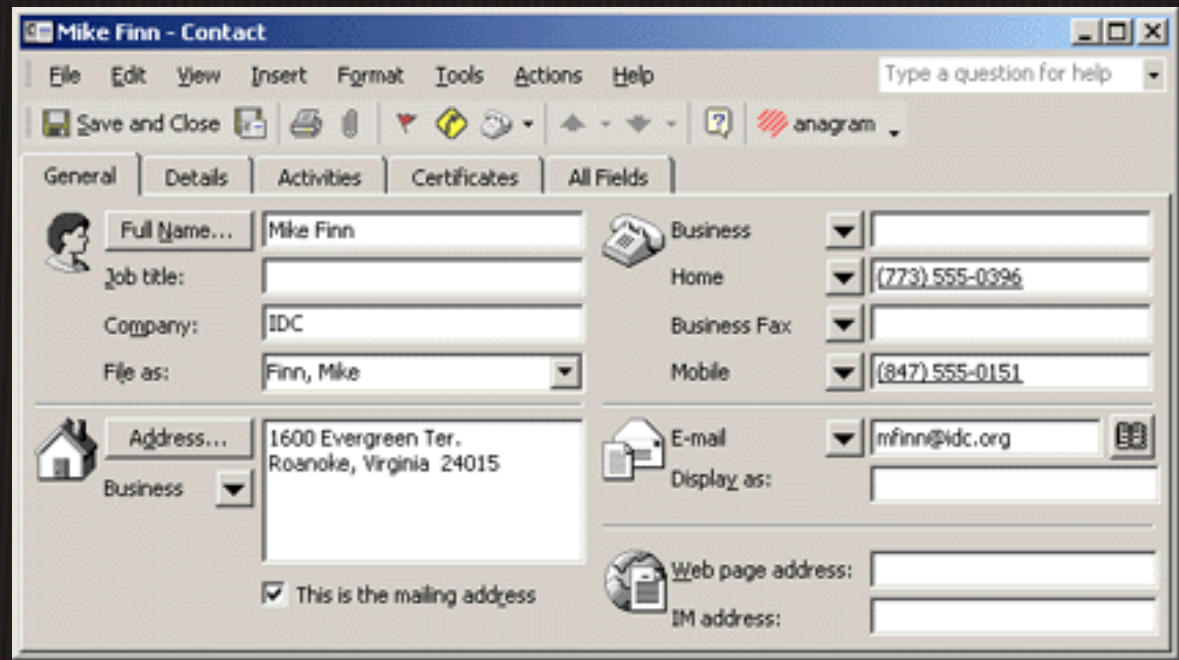 Mike Finn - Contact
File Edit View Insert Format Tools Actions Help Type a question for help
Save and Close anagram
General Details Activities Certificates All Fields
Full Name... Mike Finn
Job title:
Company: IDC
File as: Finn, Mike
Business
Home (773) 555-0396
Business Fax
Mobile (847) 555-0151
Address... 1600 Evergreen Ter.
Roanoke, Virginia 24015
Business
This is the mailing address
E-mail mfinn@idc.org
Display as:
Web page address:
IM address: